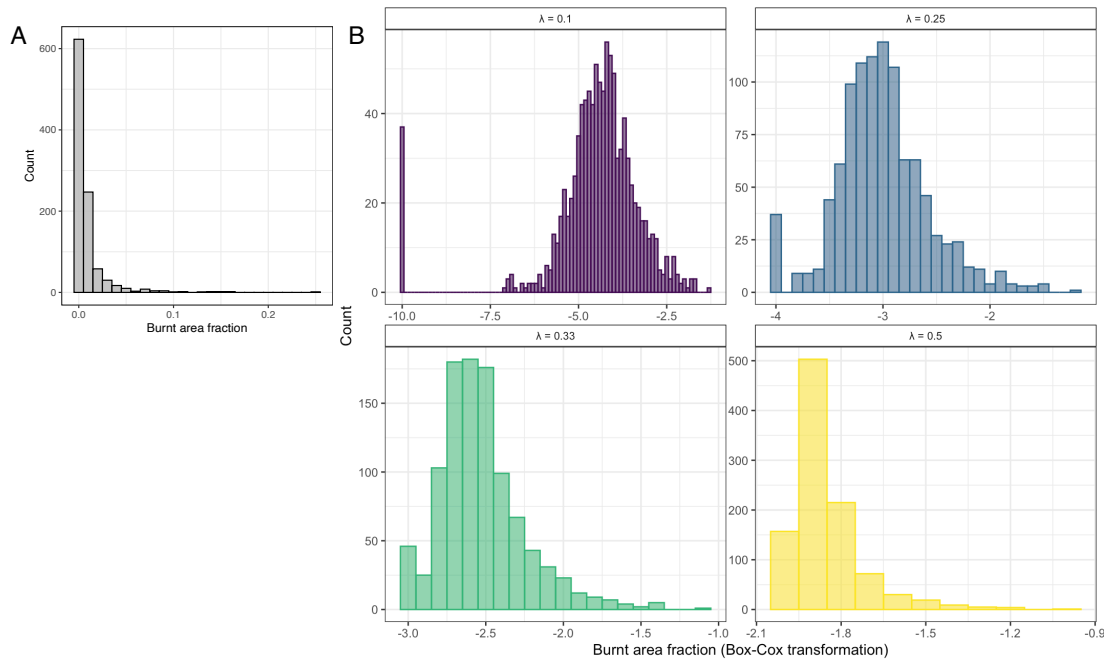 A
600
400
200
0
Count
0.0 0.1 0.2
Burnt area fraction
B
Count
λ = 0.1
40
20
0
-10.0 -7.5 -5.0 -2.5
λ = 0.25
100
75
50
25
0
-4 -3 -2
λ = 0.33
150
100
50
0
-3.0 -2.5 -2.0 -1.5 -1.0
λ = 0.5
500
400
300
200
100
0
-2.1 -1.8 -1.5 -1.2 -0.9
Burnt area fraction (Box-Cox transformation)